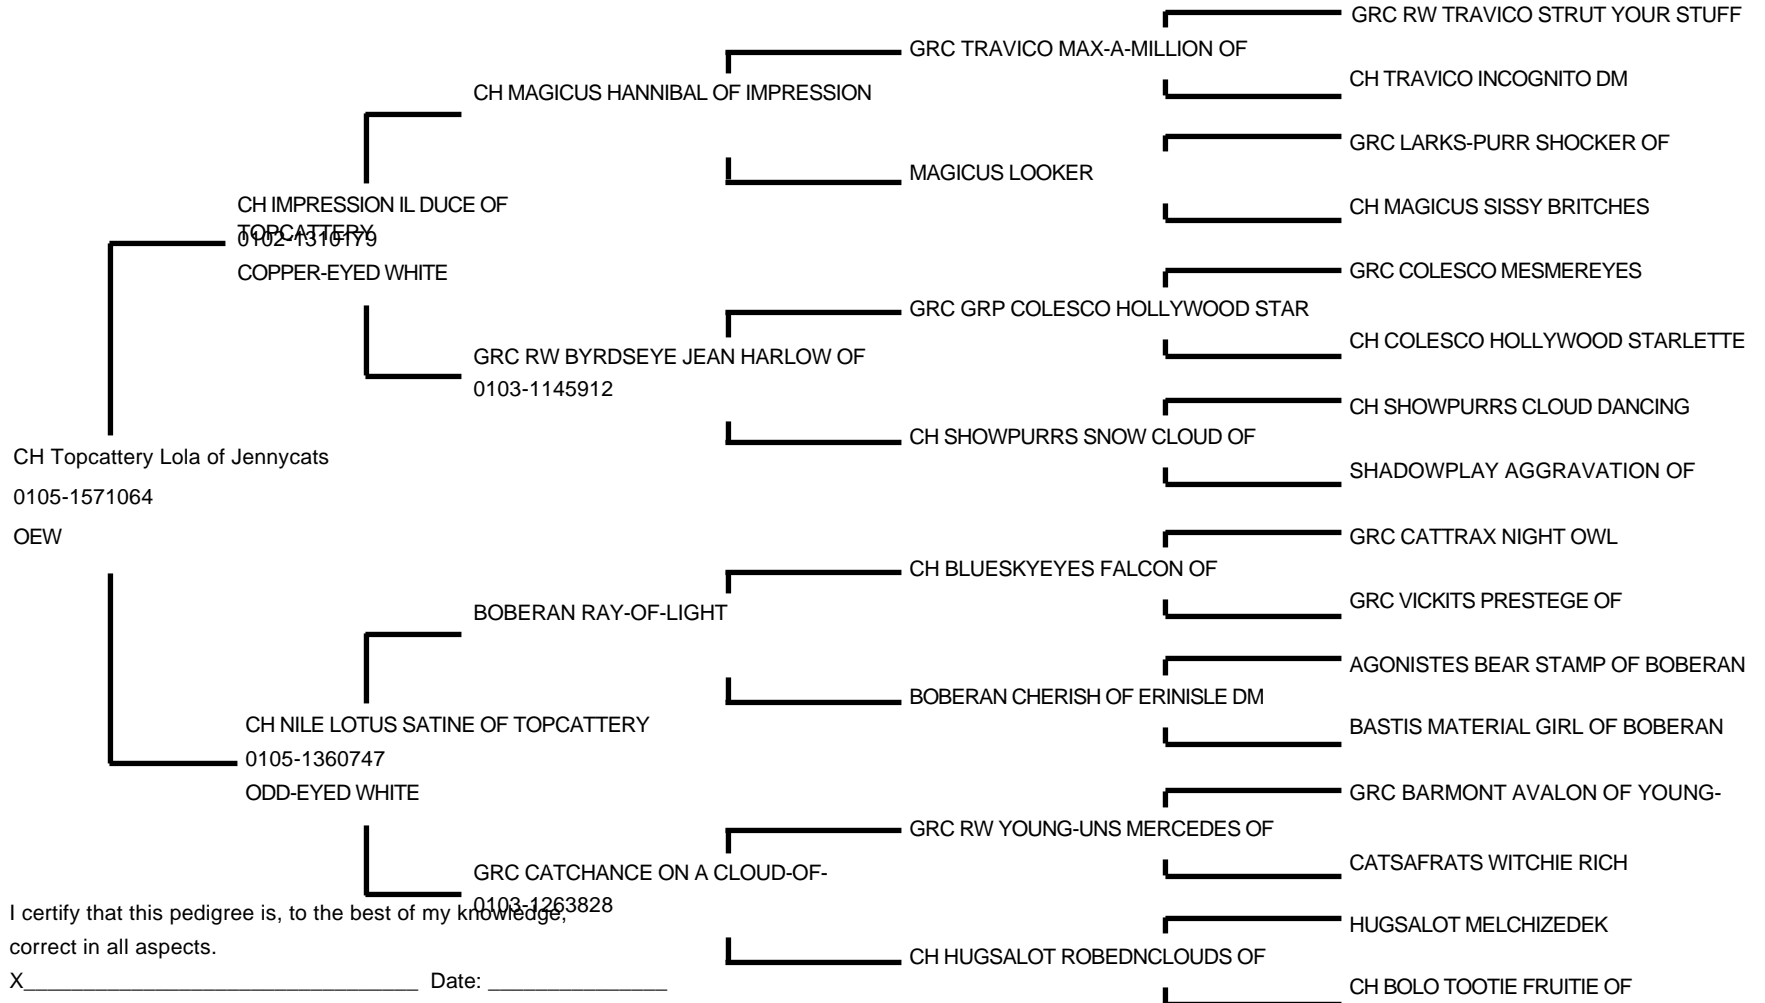 GRC RW TRAVICO STRUT YOUR STUFF
GRC TRAVICO MAX-A-MILLION OF
CH TRAVICO INCOGNITO DM
CH MAGICUS HANNIBAL OF IMPRESSION
GRC LARKS-PURR SHOCKER OF
MAGICUS LOOKER
CH MAGICUS SISSY BRITCHES
CH IMPRESSION IL DUCE OF
TOPCATTERY
0102-1310179
COPPER-EYED WHITE
GRC COLESCO MESMEREYES
GRC GRP COLESCO HOLLYWOOD STAR
CH COLESCO HOLLYWOOD STARLETTE
GRC RW BYRDSEYE JEAN HARLOW OF
0103-1145912
CH SHOWPURRS CLOUD DANCING
CH SHOWPURRS SNOW CLOUD OF
SHADOWPLAY AGGRAVATION OF
CH Topcattery Lola of Jennycats
0105-1571064
OEW
GRC CATTRAX NIGHT OWL
CH BLUESKYEYES FALCON OF
GRC VICKITS PRESTEGE OF
BOBERAN RAY-OF-LIGHT
AGONISTES BEAR STAMP OF BOBERAN
BOBERAN CHERISH OF ERINISLE DM
BASTIS MATERIAL GIRL OF BOBERAN
CH NILE LOTUS SATINE OF TOPCATTERY
0105-1360747
ODD-EYED WHITE
GRC BARMONT AVALON OF YOUNG-
GRC RW YOUNG-UNS MERCEDES OF
CATSAFRATS WITCHIE RICH
GRC CATCHANCE ON A CLOUD-OF-
0103-1263828
HUGSALOT MELCHIZEDEK
CH HUGSALOT ROBEDNCLOUDS OF
CH BOLO TOOTIE FRUITIE OF
I certify that this pedigree is, to the best of my knowledge,
correct in all aspects.
X_________________________________ Date: _______________